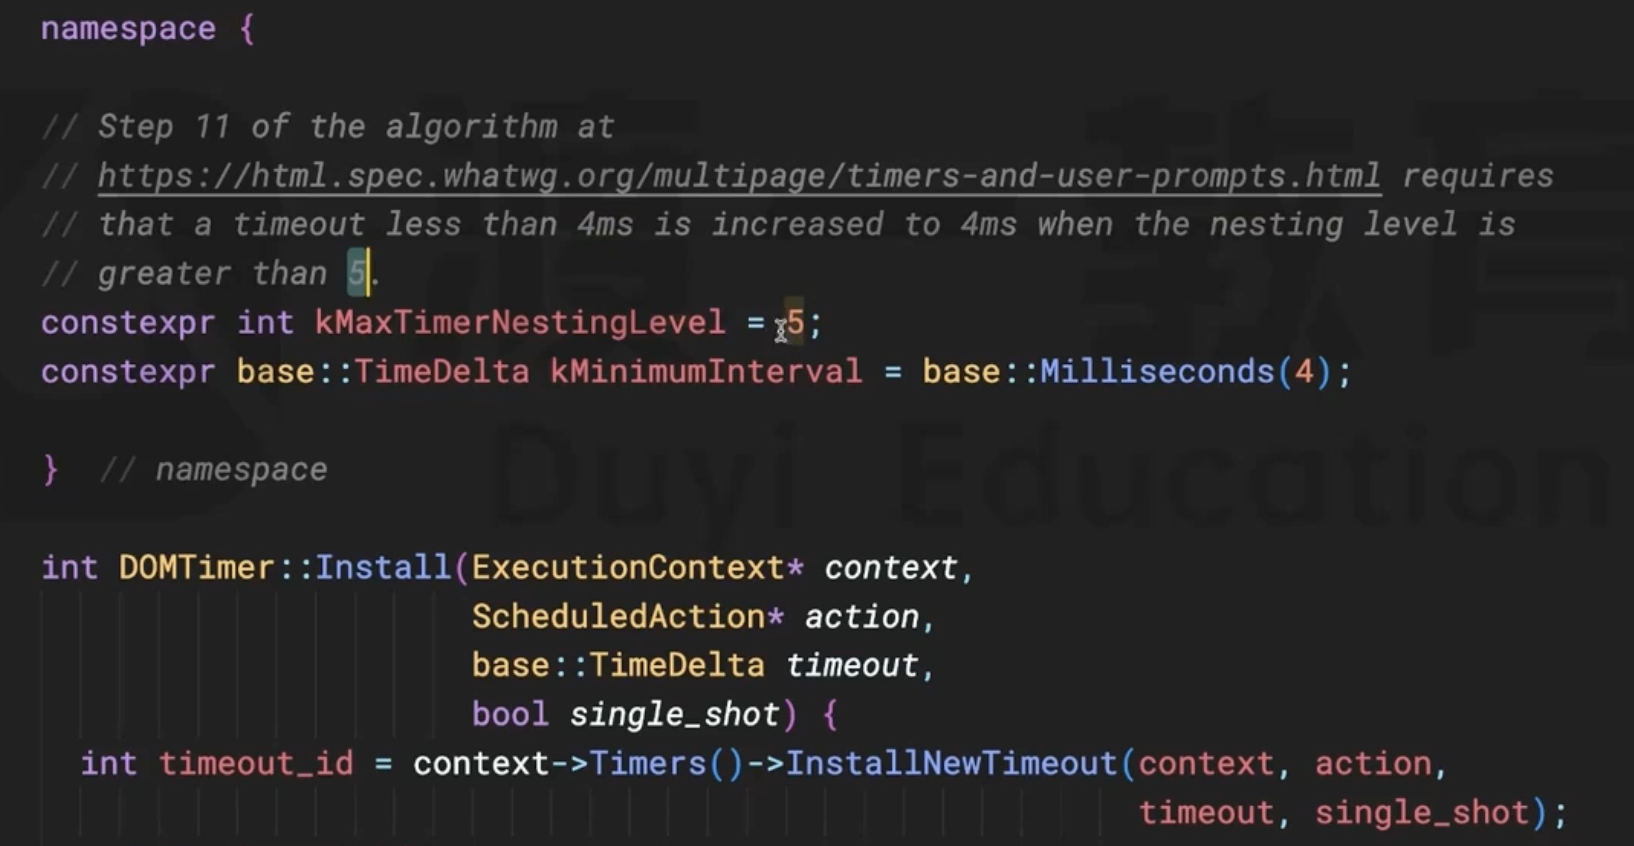 namespace {
// Step 11 of the algorithm at
// https://html.spec.whatwg.org/multipage/timers-and-user-prompts.html requires
// that a timeout less than 4ms is increased to 4ms when the nesting level is
// greater than 5.
constexpr int kMaxTimerNestingLevel = 5;
constexpr base::TimeDelta kMinimumInterval = base::Milliseconds(4);
}  // namespace
Duyi Education
int DOMTimer::Install(ExecutionContext* context,
ScheduledAction* action,
base::TimeDelta timeout,
bool single_shot) {
int timeout_id = context->Timers()->InstallNewTimeout(context, action,
timeout, single_shot);